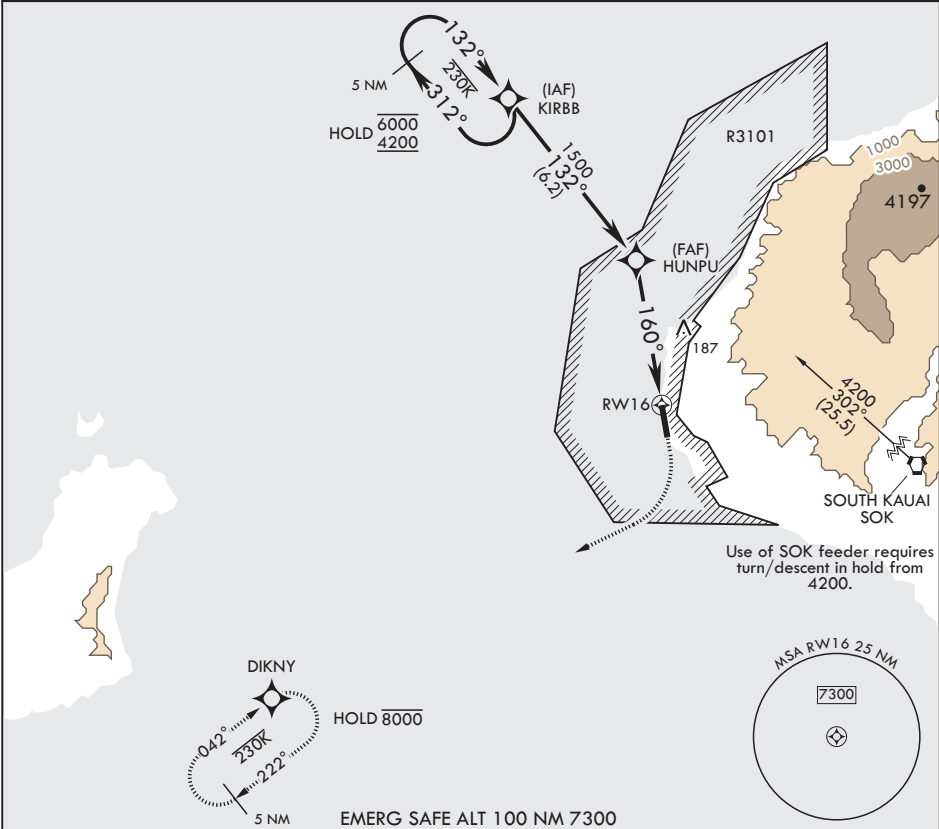 132°
230K
312°
5 NM
HOLD 6000
4200
(IAF)
KIRBB
1500
132°
(6.2)
R3101
1000
3000
4197
(FAF)
HUNPU
160°
187
RW16
4200
302°
(25.5)
SOUTH KAUAI
SOK
Use of SOK feeder requires
turn/descent in hold from
4200.
MSA RW16 25 NM
7300
DIKNY
HOLD 8000
042°
230K
222°
5 NM
EMERG SAFE ALT 100 NM 7300